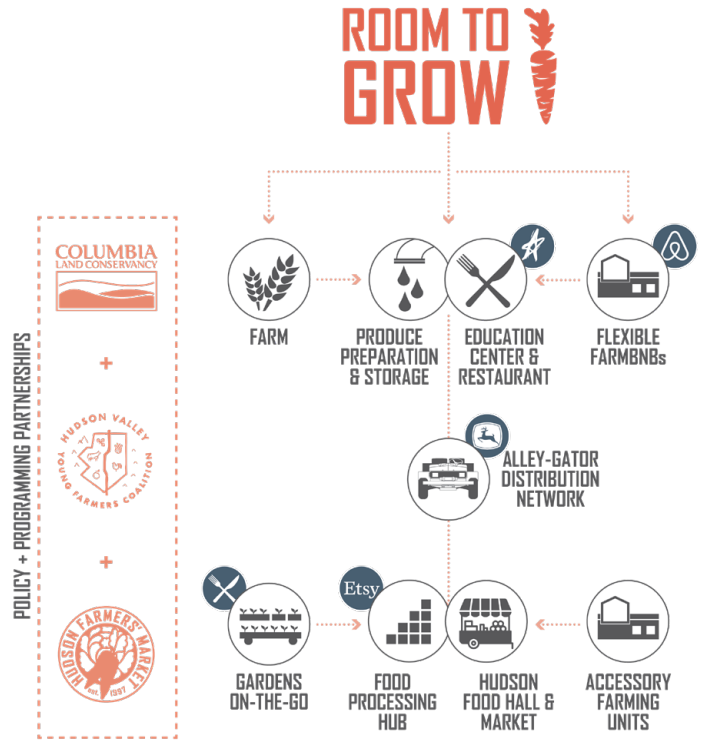 ROOM TO
GROW
COLUMBIA
LAND CONSERVANCY
FARM
PRODUCE
PREPARATION
& STORAGE
EDUCATION
CENTER &
RESTAURANT
FLEXIBLE
FARMBNBs
POLICY + PROGRAMMING PARTNERSHIPS
+
HUDSON VALLEY
YOUNG FARMERS COALITION
ALLEY-GATOR
DISTRIBUTION
NETWORK
+
HUDSON FARMERS' MARKET
est. 1997
Etsy
GARDENS
ON-THE-GO
FOOD
PROCESSING
HUB
HUDSON
FOOD HALL &
MARKET
ACCESSORY
FARMING
UNITS